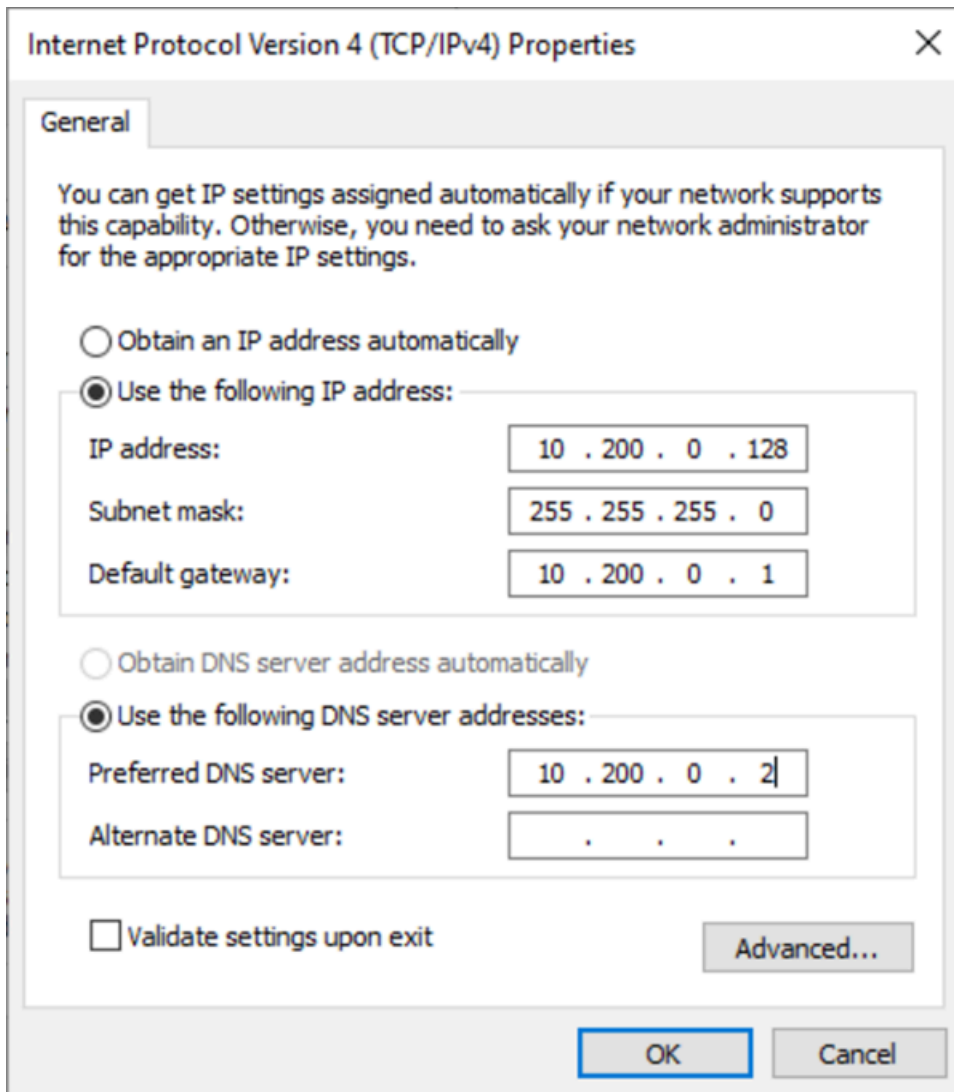 Internet Protocol Version 4 (TCP/IPv4) Properties
General
You can get IP settings assigned automatically if your network supports
this capability. Otherwise, you need to ask your network administrator
for the appropriate IP settings.
Obtain an IP address automatically
Use the following IP address:
IP address: 10 . 200 . 0 . 128
Subnet mask: 255 . 255 . 255 . 0
Default gateway: 10 . 200 . 0 . 1
Obtain DNS server address automatically
Use the following DNS server addresses:
Preferred DNS server: 10 . 200 . 0 . 2
Alternate DNS server: . . .
Validate settings upon exit
Advanced...
OK Cancel